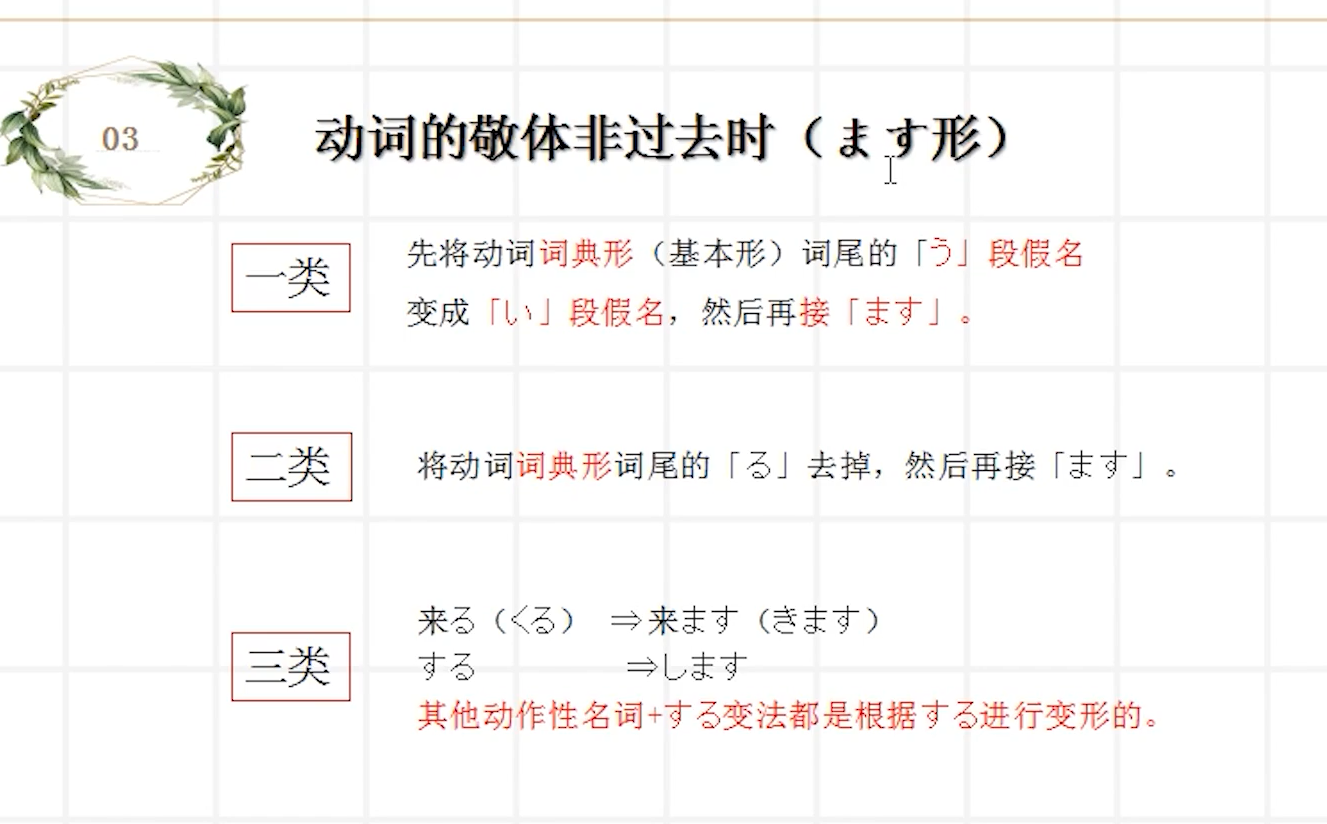 03
动词的敬体非过去时（ます形）
一类
先将动词词典形（基本形）词尾的「う」段假名
变成「い」段假名，然后再接「ます」。
二类
将动词词典形词尾的「る」去掉，然后再接「ます」。
三类
来る（くる） ⇒来ます（きます）
する ⇒します
其他动作性名词+する变法都是根据する进行变形的。